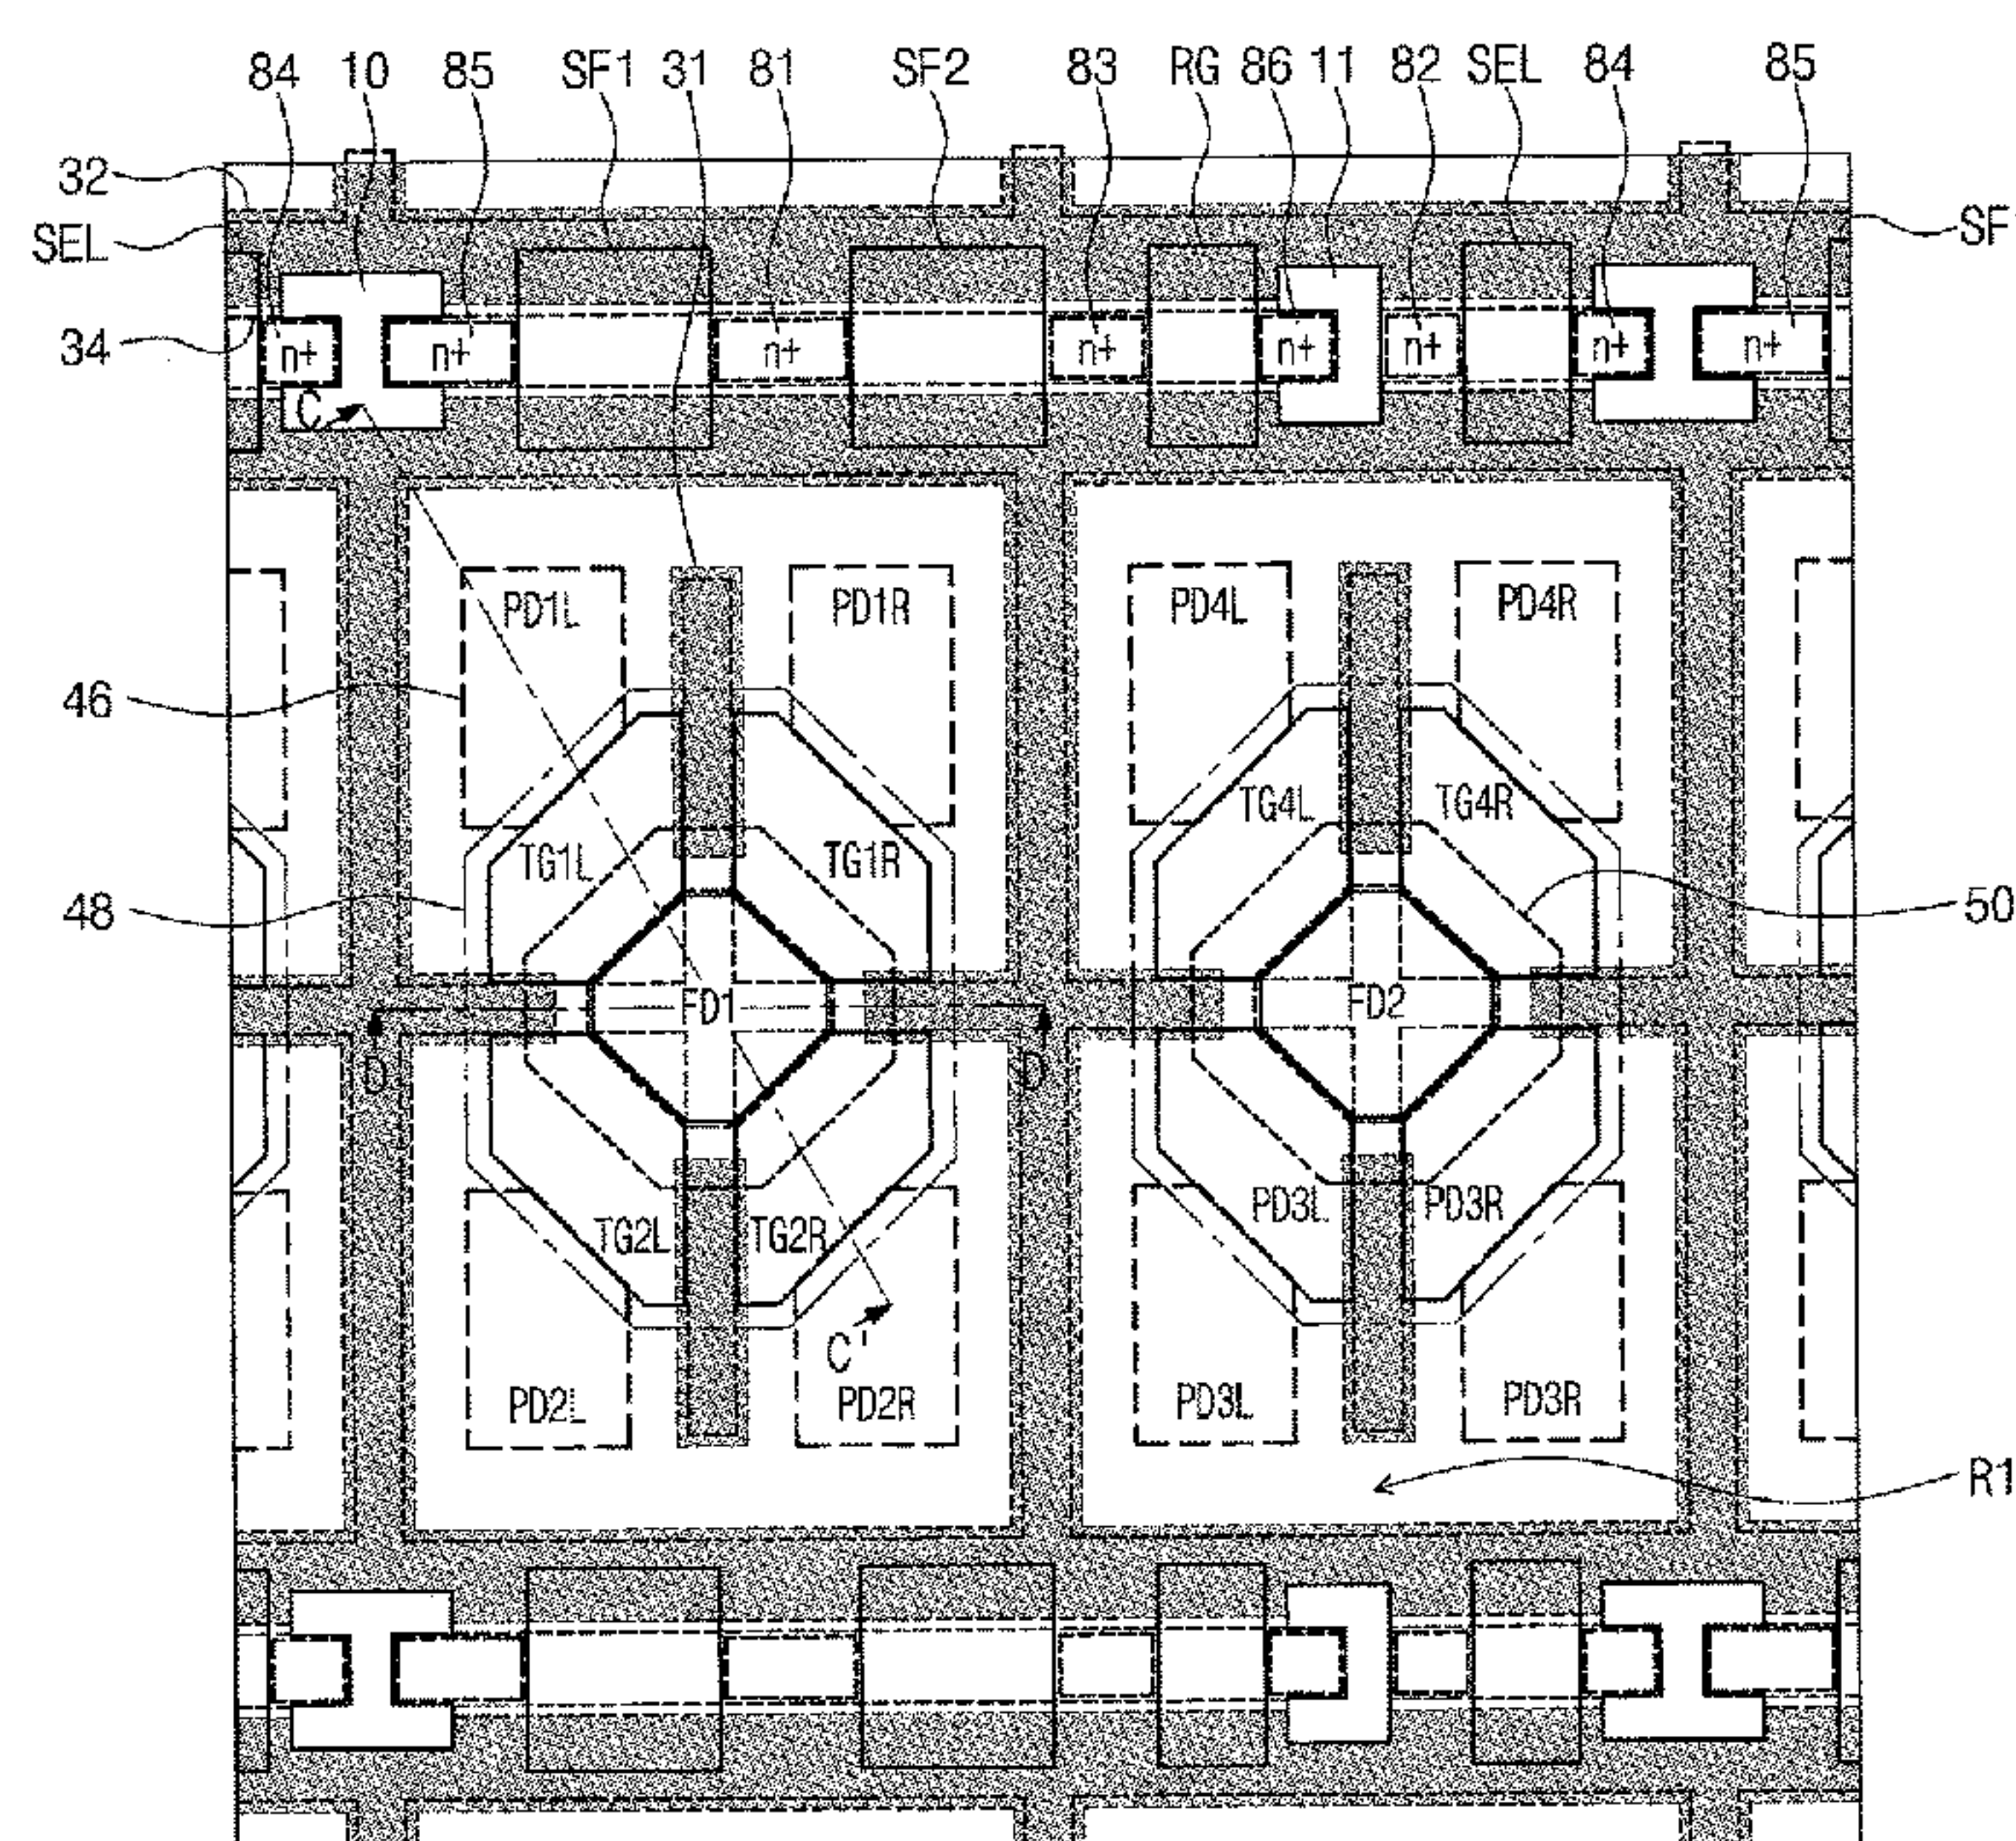 84 10 85 SF1 31 81 SF2 83 RG 86 11 82 SEL 84 85
32
SEL
SF
34
n+ n+ n+ n+ n+ n+ n+ n+
C
PD1L PD1R PD4L PD4R
46
TG4L TG4R
TG1L TG1R
48
50
FD1 FD2
D D
PD3L PD3R
TG2L TG2R
C'
PD2L PD2R PD3L PD3R
R1